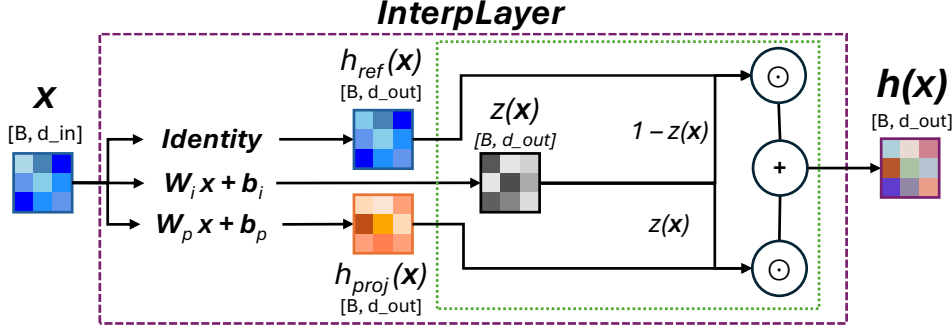 InterpLayer
x
[B, d_in]
Identity
W_i x + b_i
W_p x + b_p
h_ref (x)
[B, d_out]
h_proj (x)
[B, d_out]
z(x)
[B, d_out]
1 – z(x)
z(x)
⊙
+
⊙
h(x)
[B, d_out]